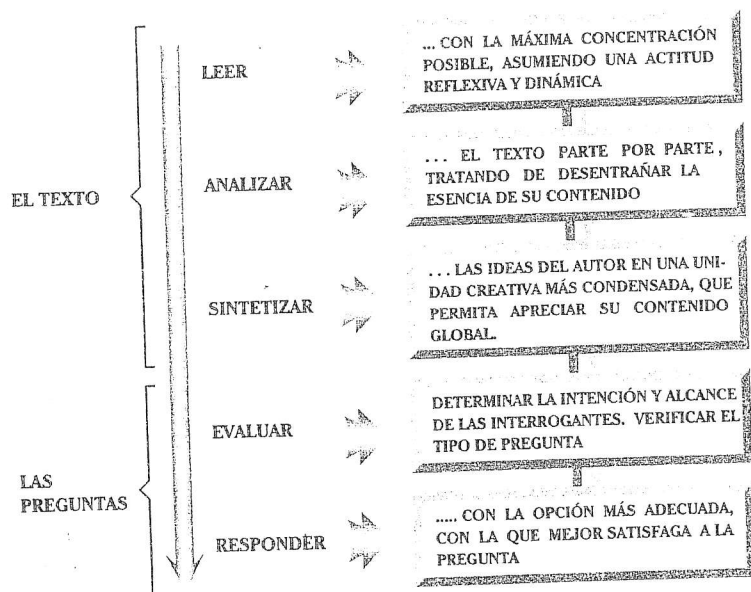 LEER
... CON LA MÁXIMA CONCENTRACIÓN
POSIBLE, ASUMIENDO UNA ACTITUD
REFLEXIVA Y DINÁMICA
EL TEXTO
ANALIZAR
... EL TEXTO PARTE POR PARTE,
TRATANDO DE DESENTRAÑAR LA
ESENCIA DE SU CONTENIDO
SINTETIZAR
... LAS IDEAS DEL AUTOR EN UNA UNI-
DAD CREATIVA MÁS CONDENSADA, QUE
PERMITA APRECIAR SU CONTENIDO
GLOBAL.
EVALUAR
DETERMINAR LA INTENCIÓN Y ALCANCE
DE LAS INTERROGANTES. VERIFICAR EL
TIPO DE PREGUNTA
LAS
PREGUNTAS
RESPONDER
..... CON LA OPCIÓN MÁS ADECUADA,
CON LA QUE MEJOR SATISFAGA A LA
PREGUNTA